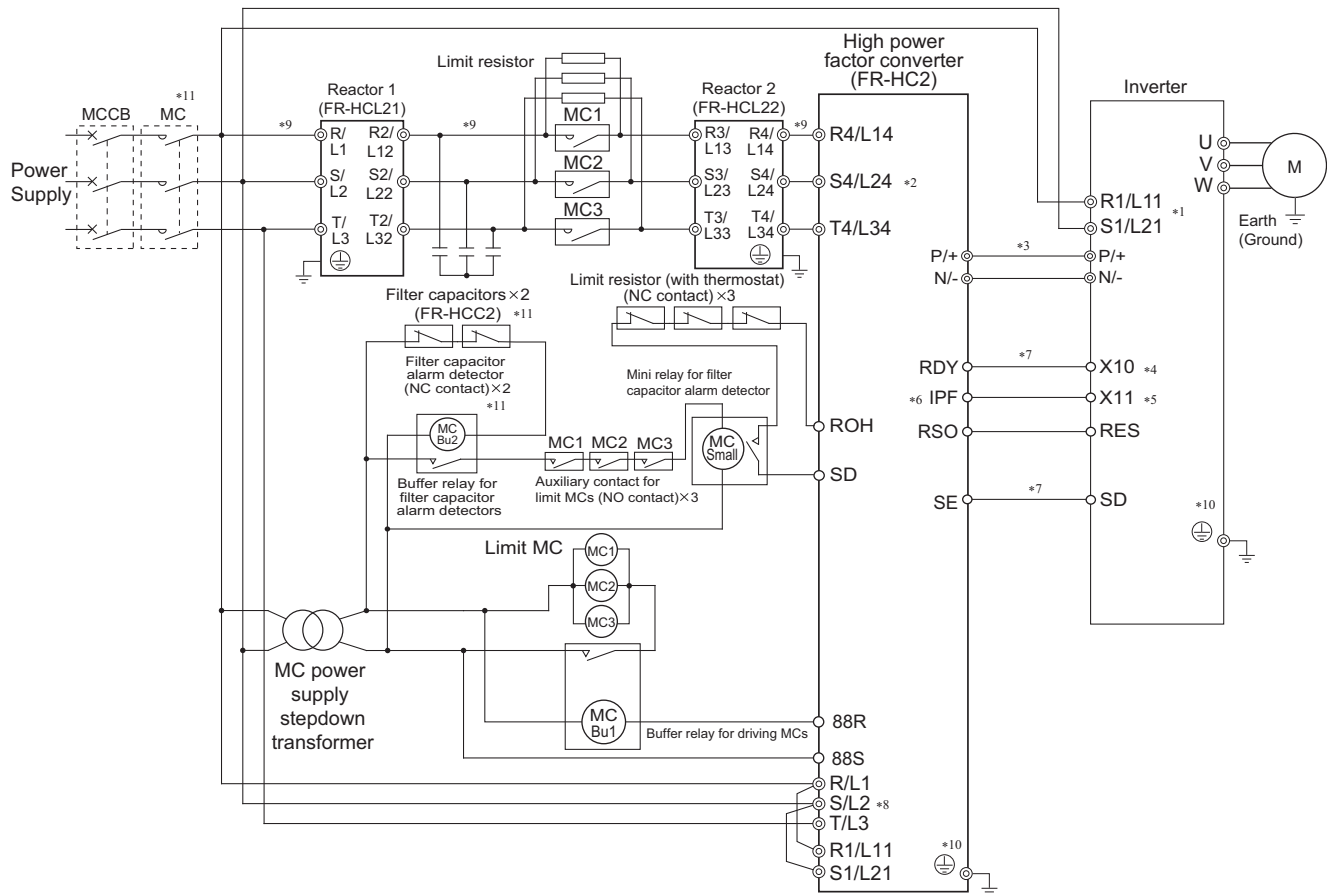 High power
factor converter
(FR-HC2)
Limit resistor
Reactor 1
(FR-HCL21)
Reactor 2
(FR-HCL22)
Inverter
MCCB
*11
MC
Power
Supply
*9
R/
L1
R2/
L12
*9
MC1
R3/
L13
R4/
L14
*9
R4/L14
S/
L2
S2/
L22
MC2
S3/
L23
S4/
L24
S4/L24 *2
T/
L3
T2/
L32
MC3
T3/
L33
T4/
L34
T4/L34
U
V
W
M
Earth
(Ground)
R1/L11
*1
S1/L21
P/+
*3
P/+
N/-
N/-
Filter capacitors×2
(FR-HCC2)
*11
Limit resistor (with thermostat)
(NC contact)×3
Filter capacitor
alarm detector
(NC contact)×2
*11
Mini relay for filter
capacitor alarm detector
RDY
*7
X10 *4
*6 IPF
X11 *5
RSO
RES
SE
*7
SD
*10
MC
Bu2
MC1
MC2
MC3
MC
Small
ROH
SD
Buffer relay for
filter capacitor
alarm detectors
Auxiliary contact for
limit MCs (NO contact)×3
Limit MC
MC1
MC2
MC3
MC power
supply
stepdown
transformer
MC
Bu1
Buffer relay for driving MCs
88R
88S
R/L1
S/L2 *8
T/L3
R1/L11
S1/L21
*10